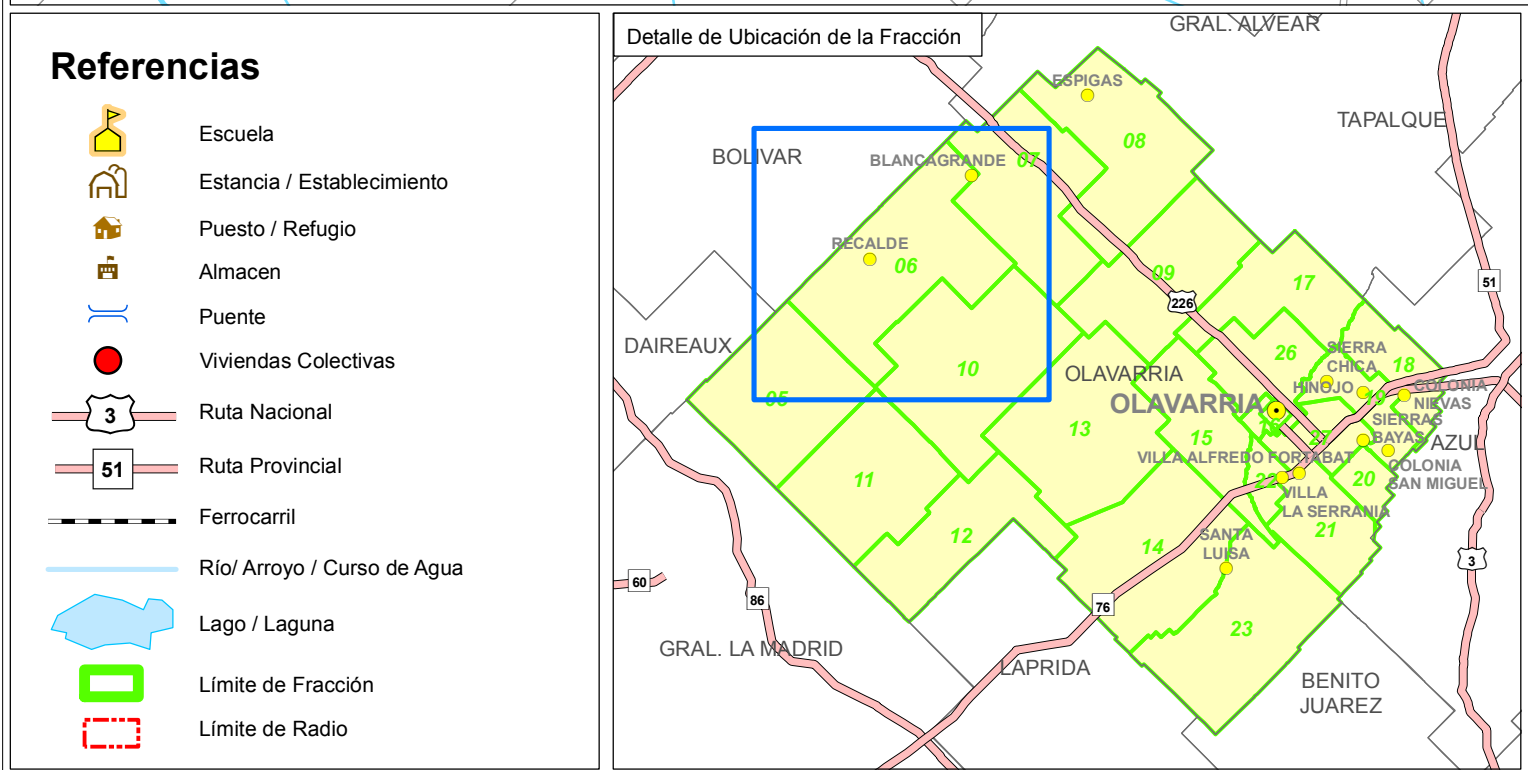 Referencias
Escuela
Estancia / Establecimiento
Puesto / Refugio
Almacen
Puente
Viviendas Colectivas
3
Ruta Nacional
51
Ruta Provincial
Ferrocarril
Río/ Arroyo / Curso de Agua
Lago / Laguna
Límite de Fracción
Límite de Radio
Detalle de Ubicación de la Fracción
GRAL. ALVEAR
ESPIGAS
TAPALQUE
08
BOLIVAR
BLANCAGRANDE
07
RECALDE
06
09
17
51
226
DAIREAUX
SIERRA
CHICA
26
18
10
OLAVARRIA
HINOJO
COLONIA
NIEVAS
05
19
OLAVARRIA
16
SIERRAS
BAYAS
13
15
27
AZUL
VILLA ALFREDO FORTABAT
COLONIA
SAN MIGUEL
11
22
20
VILLA
LA SERRANIA
21
12
14
SANTA
LUISA
3
60
86
76
23
GRAL. LA MADRID
LAPRIDA
BENITO
JUAREZ